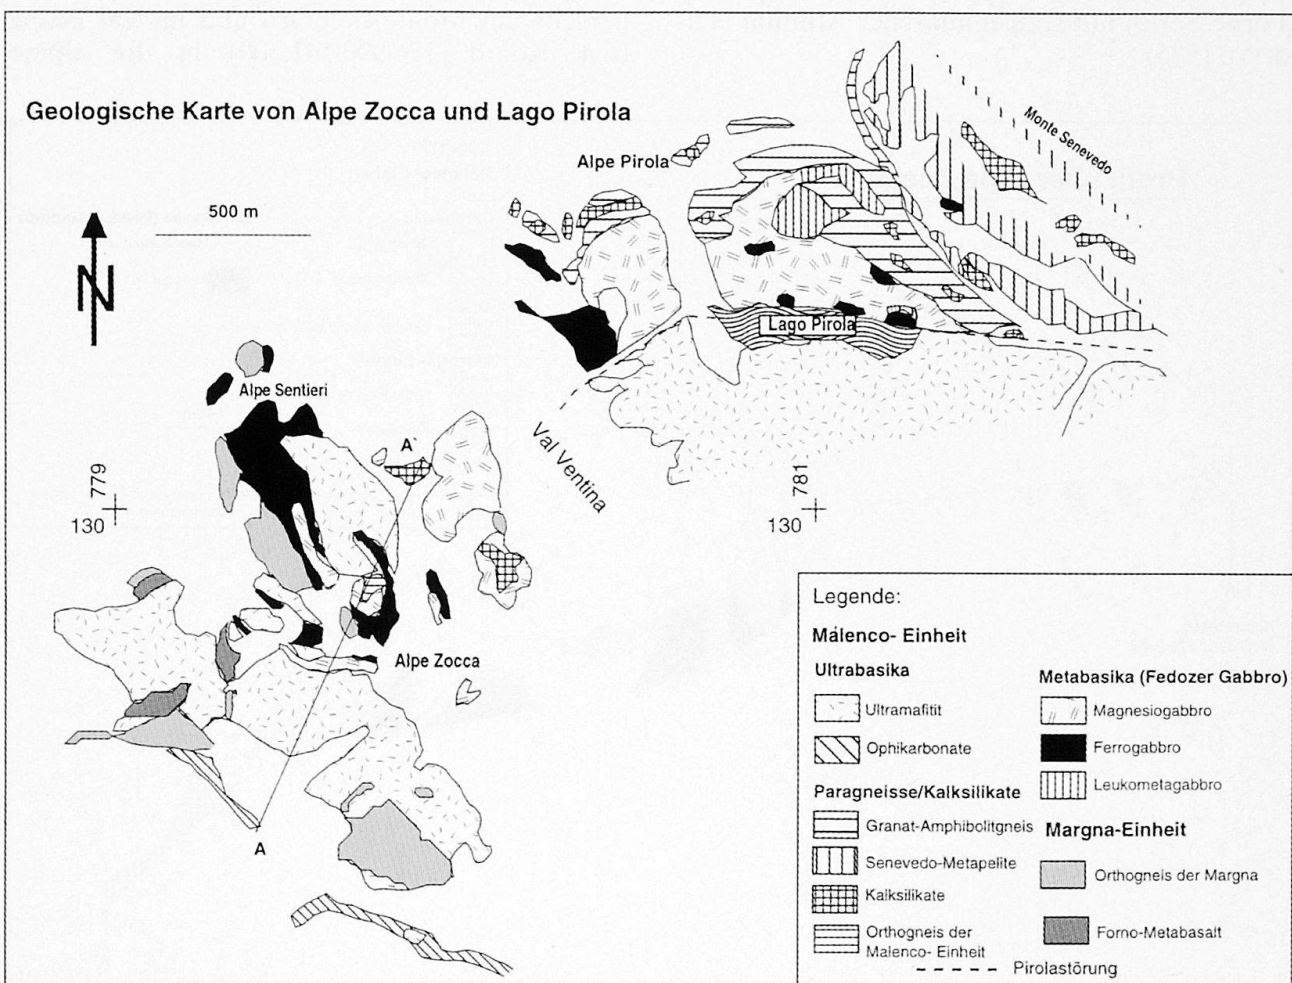 Geologische Karte von Alpe Zocca und Lago Pirola
500 m
N
Alpe Pirola
Monte Senevedo
Lago Pirola
Alpe Sentieri
Val Ventina
A`
779
130
781
130
Alpe Zocca
A
Legende:
Malenco- Einheit
Ultrabasika
Ultramafitit
Ophikarbonate
Paragneisse/Kalksilikate
Granat-Amphibolitgneis
Senevedo-Metapelite
Kalksilikate
Orthogneis der
Malenco- Einheit
Metabasika (Fedozer Gabbro)
Magnesiogabbro
Ferrogabbro
Leukometagabbro
Margna-Einheit
Orthogneis der Margna
Forno-Metabasalt
Pirolastörung